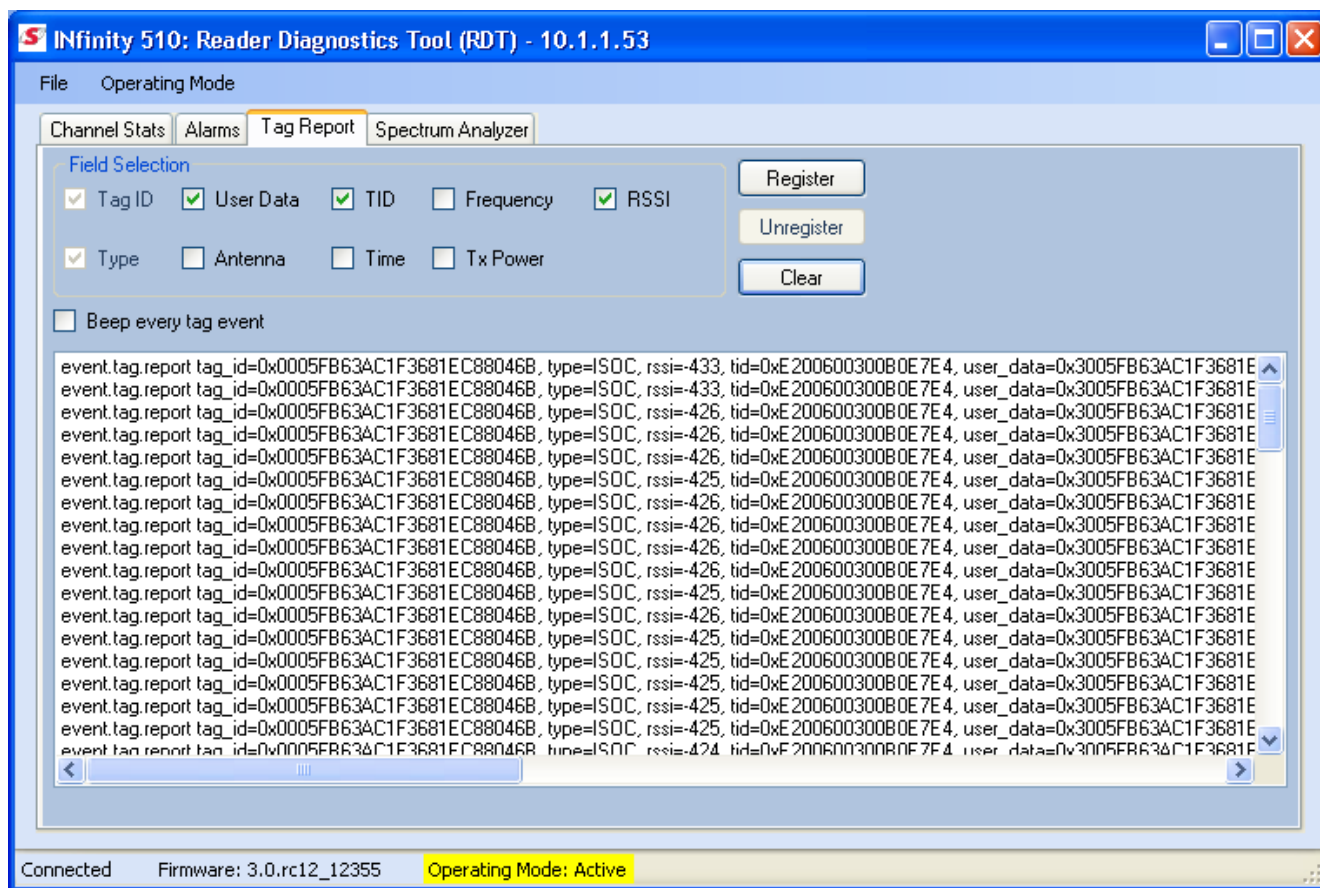 INfinity 510: Reader Diagnostics Tool (RDT) - 10.1.1.53
File Operating Mode
Channel Stats Alarms Tag Report Spectrum Analyzer
Field Selection
Tag ID User Data TID Frequency RSSI
Register
Unregister
Type Antenna Time Tx Power
Clear
Beep every tag event
event.tag.report tag_id=0x0005FB63AC1F3681EC88046B, type=ISOC, rssi=-433, tid=0xE200600300B0E7E4, user_data=0x3005FB63AC1F3681E
event.tag.report tag_id=0x0005FB63AC1F3681EC88046B, type=ISOC, rssi=-433, tid=0xE200600300B0E7E4, user_data=0x3005FB63AC1F3681E
event.tag.report tag_id=0x0005FB63AC1F3681EC88046B, type=ISOC, rssi=-426, tid=0xE200600300B0E7E4, user_data=0x3005FB63AC1F3681E
event.tag.report tag_id=0x0005FB63AC1F3681EC88046B, type=ISOC, rssi=-426, tid=0xE200600300B0E7E4, user_data=0x3005FB63AC1F3681E
event.tag.report tag_id=0x0005FB63AC1F3681EC88046B, type=ISOC, rssi=-426, tid=0xE200600300B0E7E4, user_data=0x3005FB63AC1F3681E
event.tag.report tag_id=0x0005FB63AC1F3681EC88046B, type=ISOC, rssi=-425, tid=0xE200600300B0E7E4, user_data=0x3005FB63AC1F3681E
event.tag.report tag_id=0x0005FB63AC1F3681EC88046B, type=ISOC, rssi=-426, tid=0xE200600300B0E7E4, user_data=0x3005FB63AC1F3681E
event.tag.report tag_id=0x0005FB63AC1F3681EC88046B, type=ISOC, rssi=-426, tid=0xE200600300B0E7E4, user_data=0x3005FB63AC1F3681E
event.tag.report tag_id=0x0005FB63AC1F3681EC88046B, type=ISOC, rssi=-426, tid=0xE200600300B0E7E4, user_data=0x3005FB63AC1F3681E
event.tag.report tag_id=0x0005FB63AC1F3681EC88046B, type=ISOC, rssi=-426, tid=0xE200600300B0E7E4, user_data=0x3005FB63AC1F3681E
event.tag.report tag_id=0x0005FB63AC1F3681EC88046B, type=ISOC, rssi=-425, tid=0xE200600300B0E7E4, user_data=0x3005FB63AC1F3681E
event.tag.report tag_id=0x0005FB63AC1F3681EC88046B, type=ISOC, rssi=-426, tid=0xE200600300B0E7E4, user_data=0x3005FB63AC1F3681E
event.tag.report tag_id=0x0005FB63AC1F3681EC88046B, type=ISOC, rssi=-425, tid=0xE200600300B0E7E4, user_data=0x3005FB63AC1F3681E
event.tag.report tag_id=0x0005FB63AC1F3681EC88046B, type=ISOC, rssi=-425, tid=0xE200600300B0E7E4, user_data=0x3005FB63AC1F3681E
event.tag.report tag_id=0x0005FB63AC1F3681EC88046B, type=ISOC, rssi=-425, tid=0xE200600300B0E7E4, user_data=0x3005FB63AC1F3681E
event.tag.report tag_id=0x0005FB63AC1F3681EC88046B, type=ISOC, rssi=-425, tid=0xE200600300B0E7E4, user_data=0x3005FB63AC1F3681E
event.tag.report tag_id=0x0005FB63AC1F3681EC88046B, type=ISOC, rssi=-425, tid=0xE200600300B0E7E4, user_data=0x3005FB63AC1F3681E
event.tag.report tag_id=0x0005FB63AC1F3681EC88046B, type=ISOC, rssi=-424, tid=0xE200600300B0E7E4, user_data=0x3005FB63AC1F3681E
Connected Firmware: 3.0.rc12_12355 Operating Mode: Active